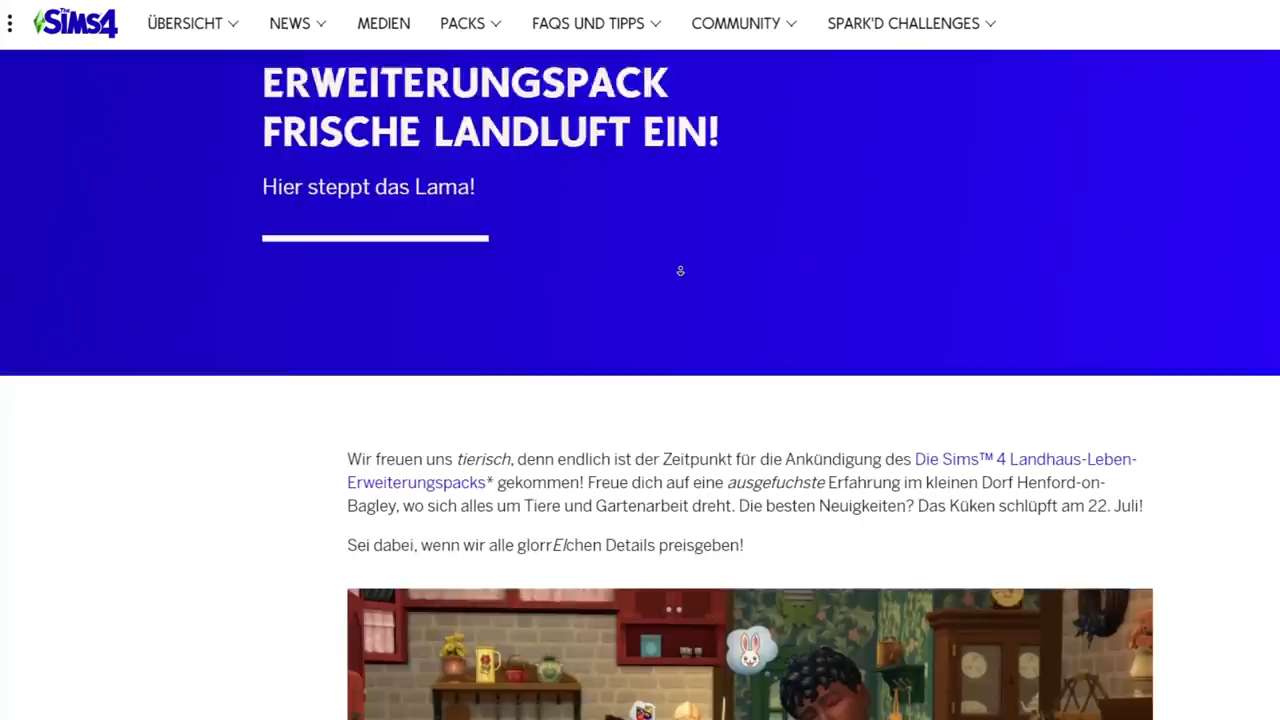 The Sims 4 ÜBERSICHT NEWS MEDIEN PACKS FAQS UND TIPPS COMMUNITY SPARK'D CHALLENGES
ERWEITERUNGSPACK
FRISCHE LANDLUFT EIN!
Hier steppt das Lama!
Wir freuen uns tierisch, denn endlich ist der Zeitpunkt für die Ankündigung des Die Sims™ 4 Landhaus-Leben-
Erweiterungspacks* gekommen! Freue dich auf eine ausgefuchste Erfahrung im kleinen Dorf Henford-on-
Bagley, wo sich alles um Tiere und Gartenarbeit dreht. Die besten Neuigkeiten? Das Küken schlüpft am 22. Juli!
Sei dabei, wenn wir alle glorrEIchen Details preisgeben!